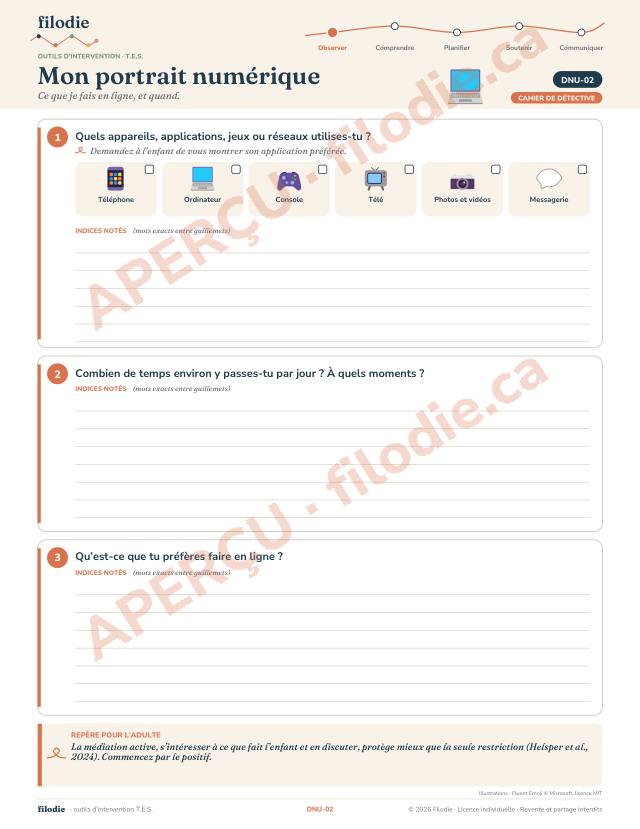 filodie
OUTILS D'INTERVENTION · T.E.S.
Observer
Comprendre
Planifier
Soutenir
Communiquer
Mon portrait numérique
Ce que je fais en ligne, et quand.
DNU-02
CAHIER DE DÉTECTIVE
1 Quels appareils, applications, jeux ou réseaux utilises-tu ?
Demandez à l'enfant de vous montrer son application préférée.
Téléphone
Ordinateur
Console
Télé
Photos et vidéos
Messagerie
INDICES NOTÉS (mots exacts entre guillemets)
APERÇU · filodie.ca
2 Combien de temps environ y passes-tu par jour ? À quels moments ?
INDICES NOTÉS (mots exacts entre guillemets)
APERÇU · filodie.ca
3 Qu'est-ce que tu préfères faire en ligne ?
INDICES NOTÉS (mots exacts entre guillemets)
REPÈRE POUR L'ADULTE
La médiation active, s'intéresser à ce que fait l'enfant et en discuter, protège mieux que la seule restriction (Helsper et al.,
2024). Commencez par le positif.
Illustrations : Fluent Emoji © Microsoft, licence MIT
filodie · outils d'intervention T.E.S.
DNU-02
© 2026 Filodie · Licence individuelle · Revente et partage interdits